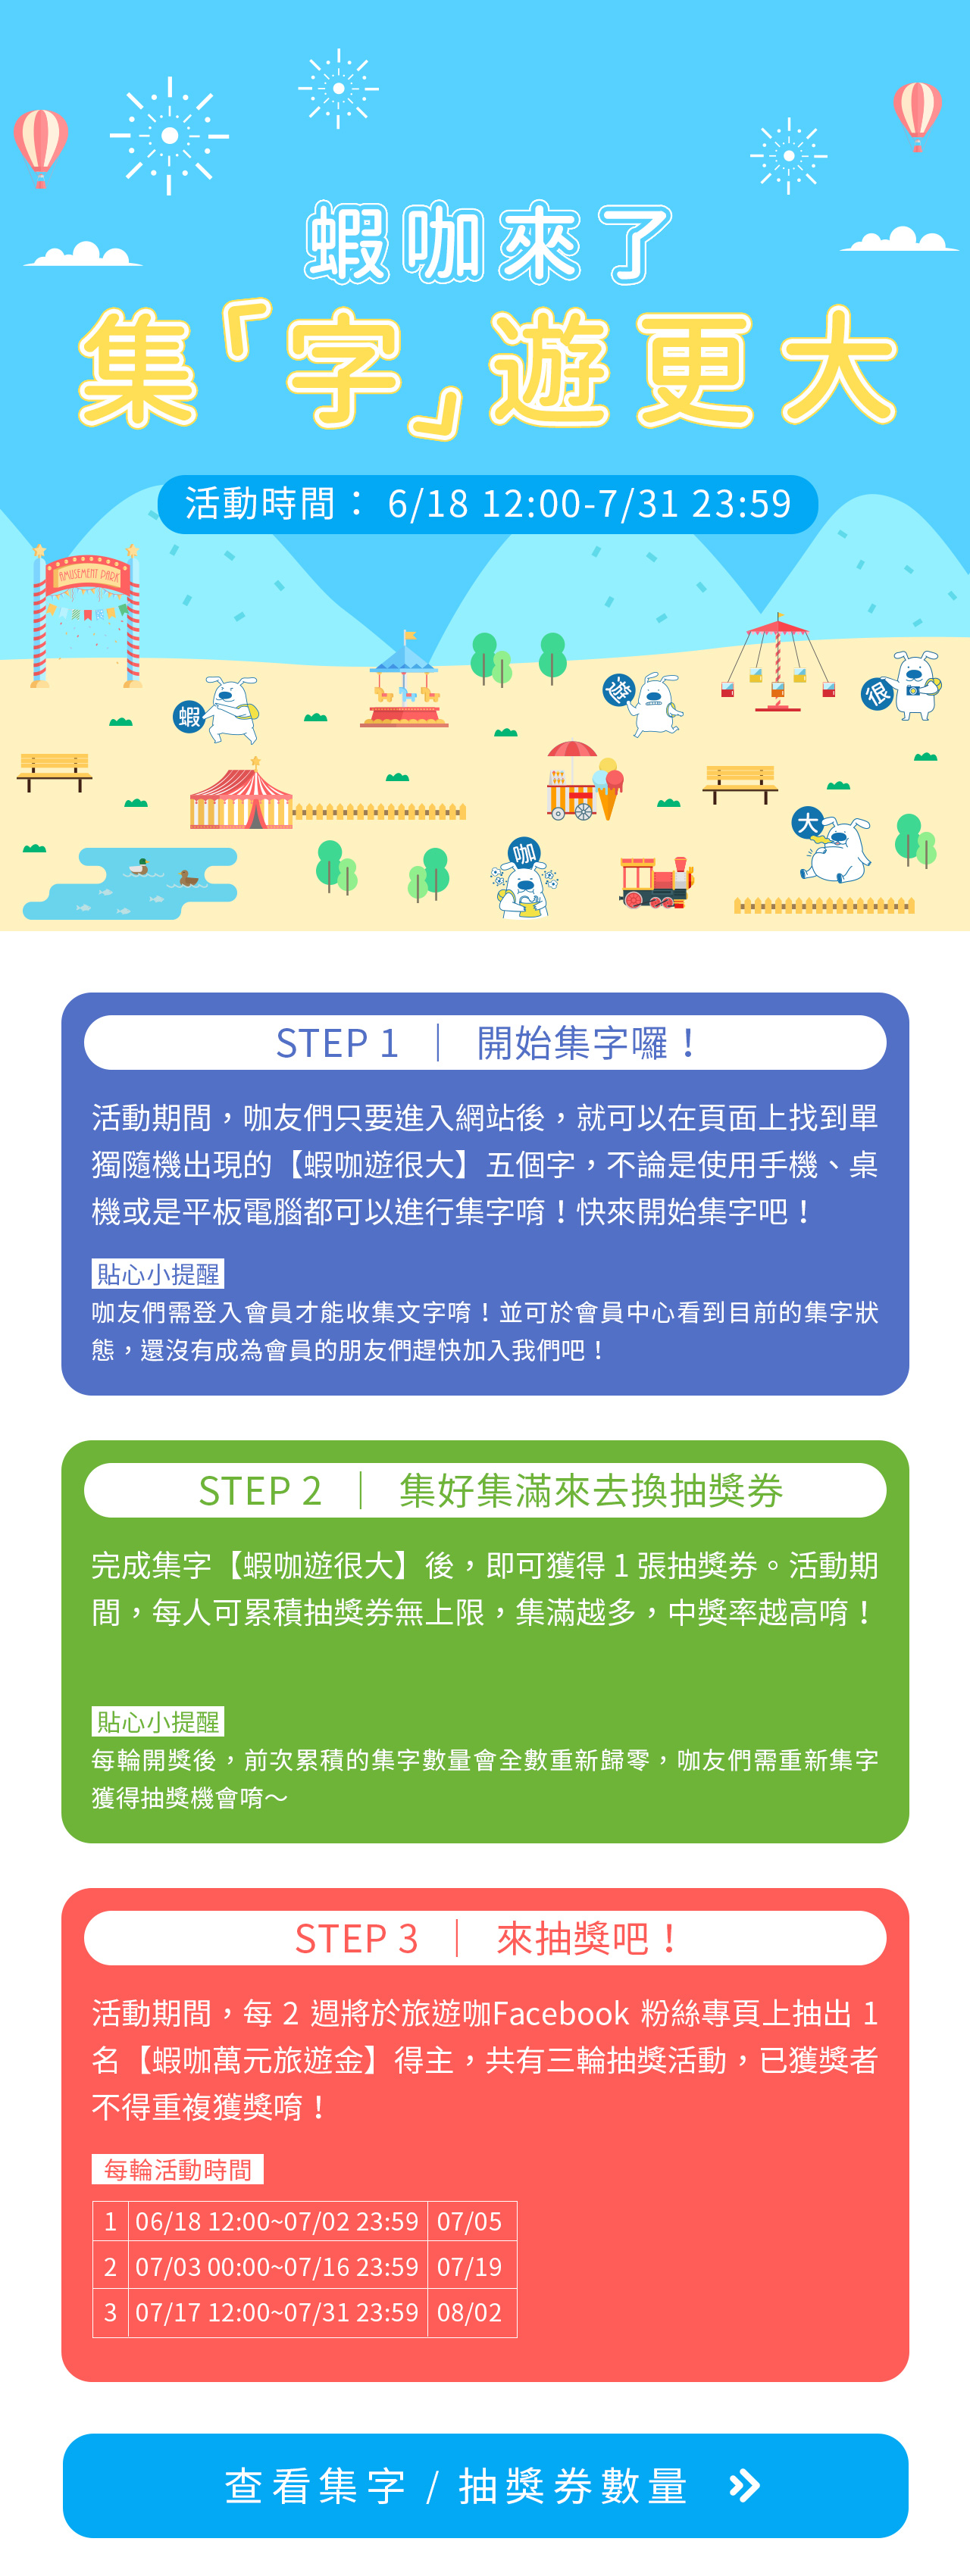 蝦咖來了
集「字」遊更大
活動時間： 6/18 12:00-7/31 23:59
AMUSEMENT PARK
蝦
遊
很
大
咖
STEP 1 ｜ 開始集字囉！
活動期間，咖友們只要進入網站後，就可以在頁面上找到單
獨隨機出現的【蝦咖遊很大】五個字，不論是使用手機、桌
機或是平板電腦都可以進行集字唷！快來開始集字吧！
貼心小提醒
咖友們需登入會員才能收集文字唷！並可於會員中心看到目前的集字狀
態，還沒有成為會員的朋友們趕快加入我們吧！
STEP 2 ｜ 集好集滿來去換抽獎券
完成集字【蝦咖遊很大】後，即可獲得 1 張抽獎券。活動期
間，每人可累積抽獎券無上限，集滿越多，中獎率越高唷！
貼心小提醒
每輪開獎後，前次累積的集字數量會全數重新歸零，咖友們需重新集字
獲得抽獎機會唷～
STEP 3 ｜ 來抽獎吧！
活動期間，每 2 週將於旅遊咖Facebook 粉絲專頁上抽出 1
名【蝦咖萬元旅遊金】得主，共有三輪抽獎活動，已獲獎者
不得重複獲獎唷！
每輪活動時間
1 06/18 12:00~07/02 23:59 07/05
2 07/03 00:00~07/16 23:59 07/19
3 07/17 12:00~07/31 23:59 08/02
查看集字 / 抽獎券數量